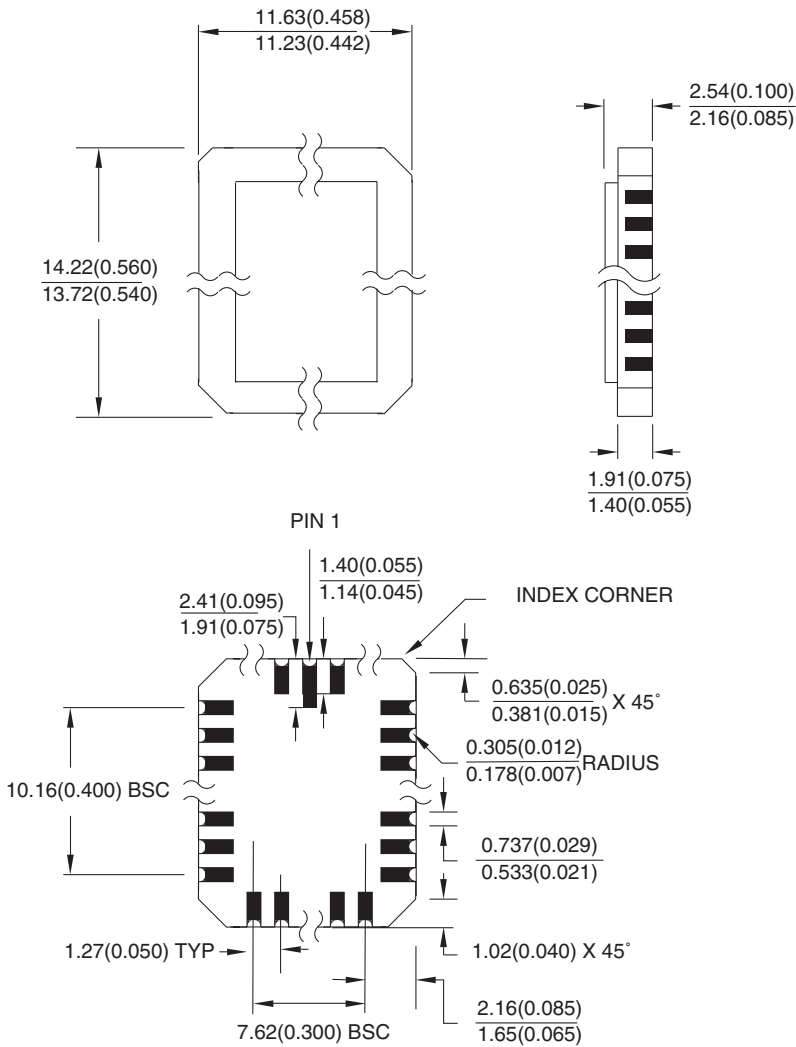 11.63(0.458)
11.23(0.442)
2.54(0.100)
2.16(0.085)
14.22(0.560)
13.72(0.540)
1.91(0.075)
1.40(0.055)
PIN 1
1.40(0.055)
1.14(0.045)
INDEX CORNER
2.41(0.095)
1.91(0.075)
0.635(0.025)
0.381(0.015) X 45°
0.305(0.012)
0.178(0.007) RADIUS
10.16(0.400) BSC
0.737(0.029)
0.533(0.021)
1.27(0.050) TYP
1.02(0.040) X 45°
2.16(0.085)
1.65(0.065)
7.62(0.300) BSC